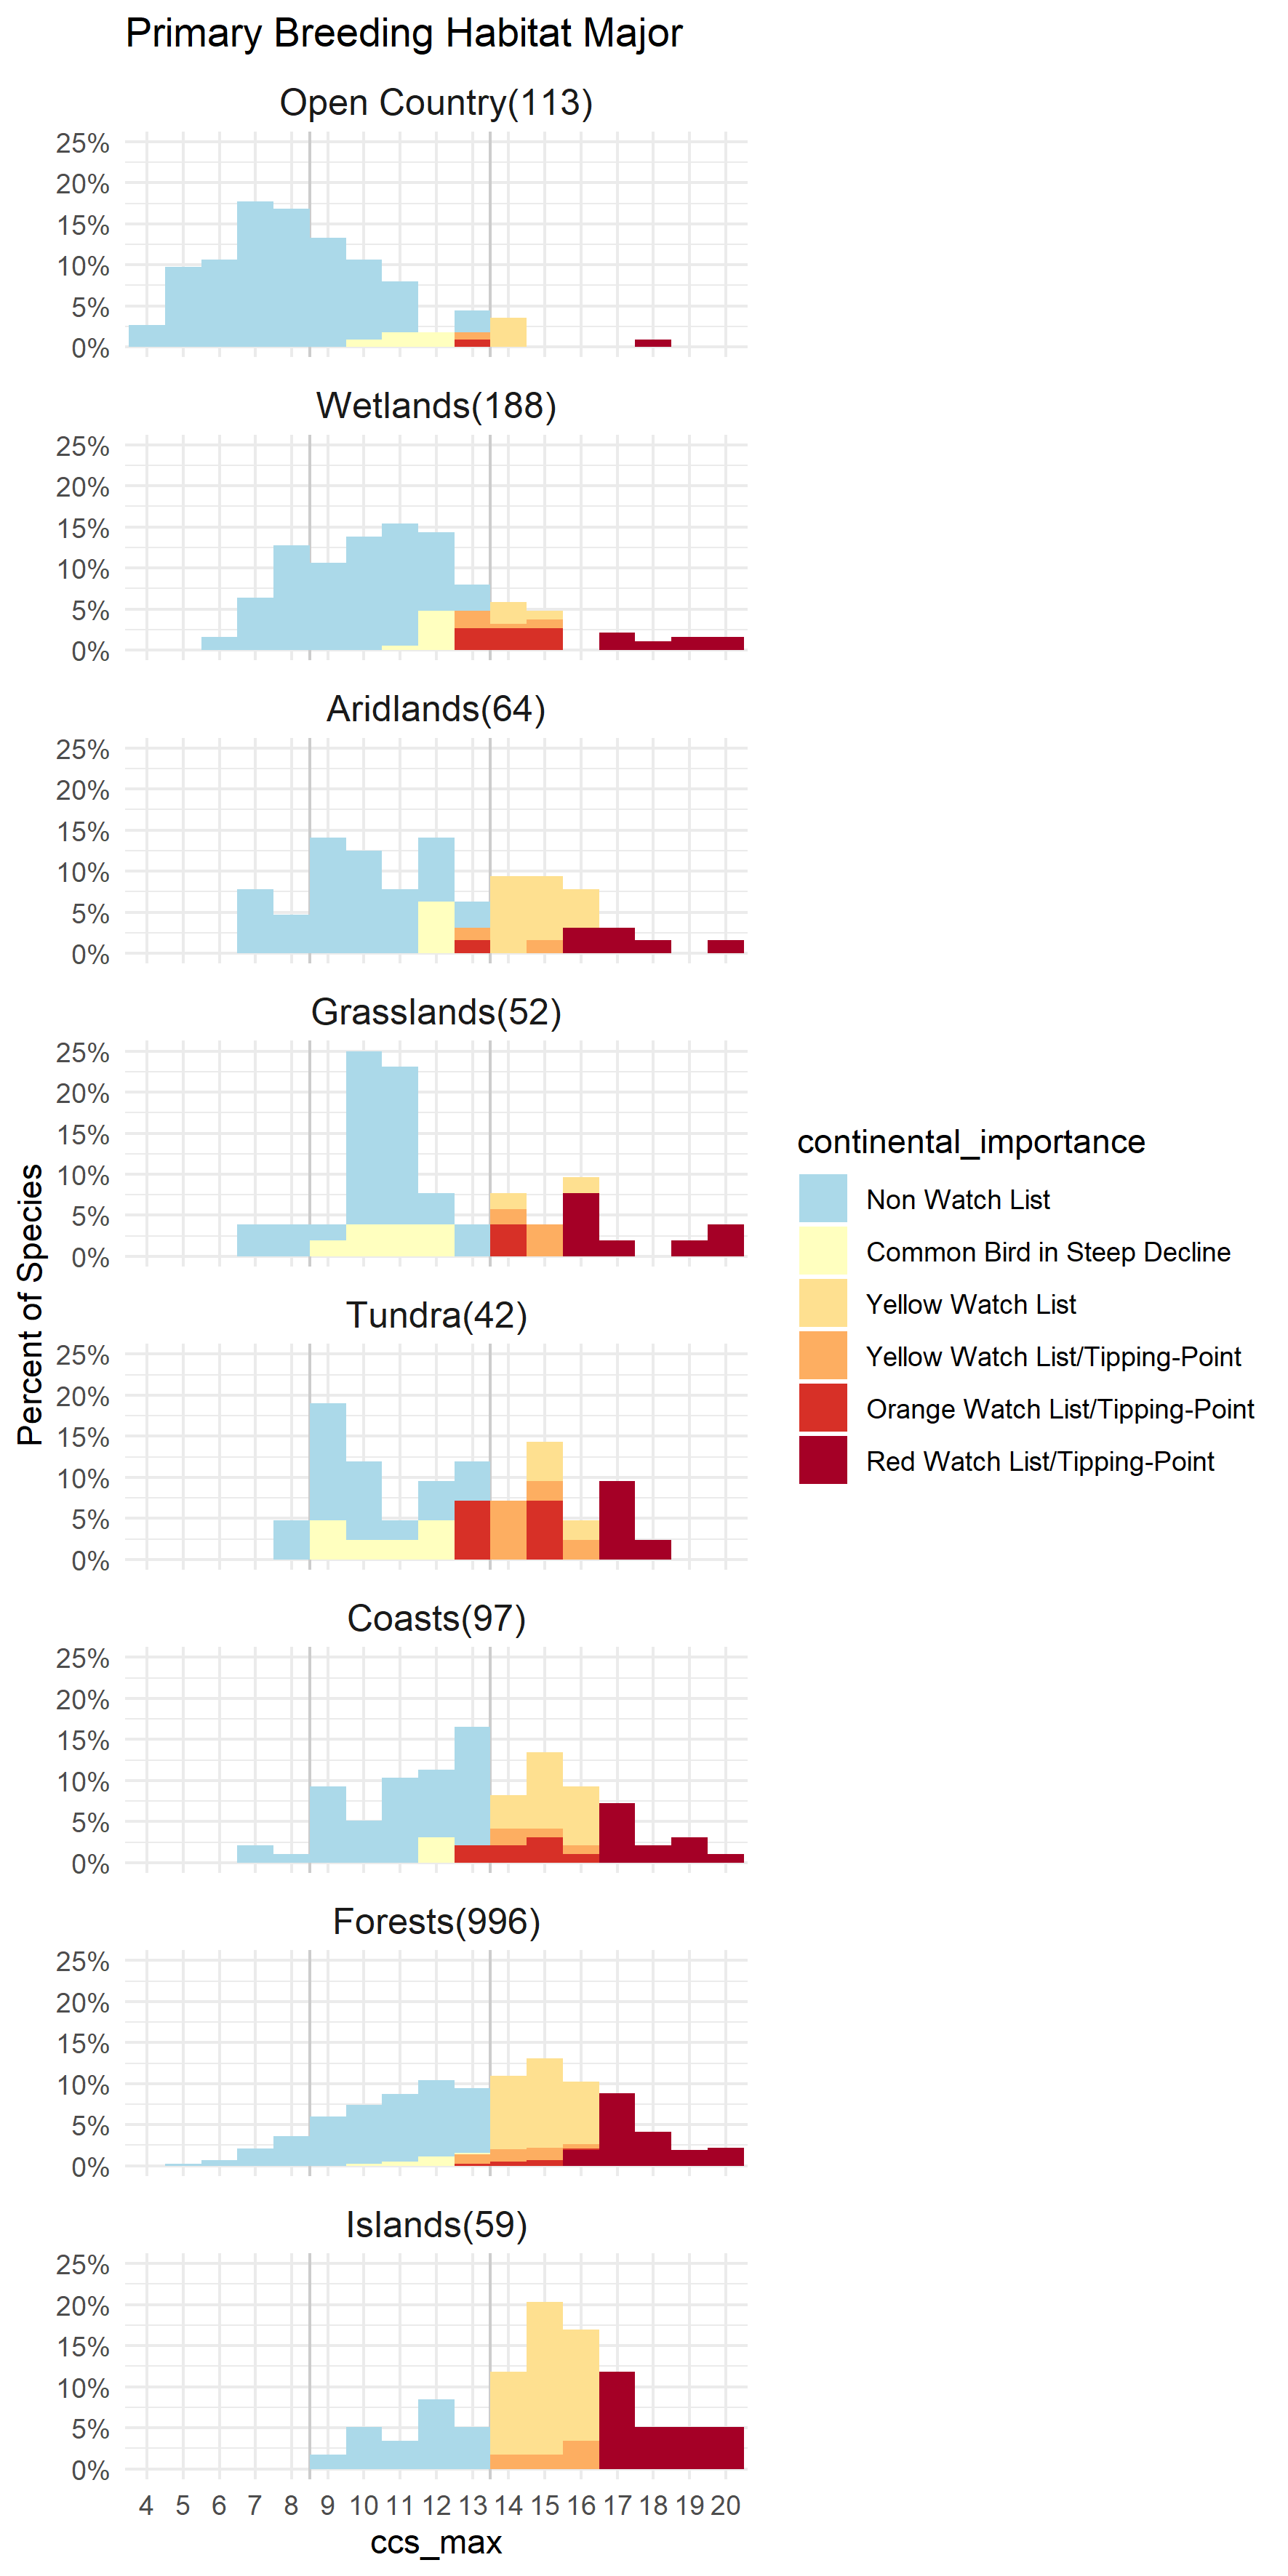 Primary Breeding Habitat Major
Open Country(113)
25%
20%
15%
10%
5%
0%
Wetlands(188)
25%
20%
15%
10%
5%
0%
Aridlands(64)
25%
20%
15%
10%
5%
0%
Grasslands(52)
25%
20%
15%
10%
5%
0%
Tundra(42)
25%
20%
15%
10%
5%
0%
Coasts(97)
25%
20%
15%
10%
5%
0%
Forests(996)
25%
20%
15%
10%
5%
0%
Islands(59)
25%
20%
15%
10%
5%
0%
4 5 6 7 8 9 10 11 12 13 14 15 16 17 18 19 20
ccs_max
Percent of Species
continental_importance
Non Watch List
Common Bird in Steep Decline
Yellow Watch List
Yellow Watch List/Tipping-Point
Orange Watch List/Tipping-Point
Red Watch List/Tipping-Point